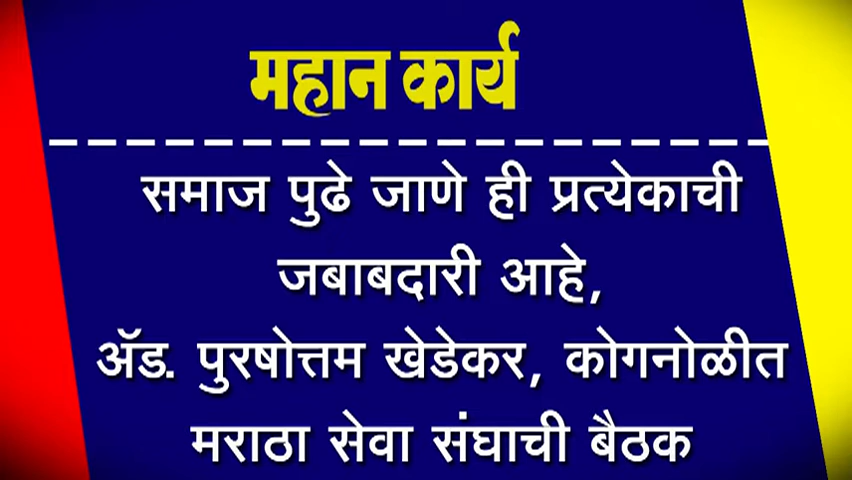 महान कार्य
समाज पुढे जाणे ही प्रत्येकाची
जबाबदारी आहे,
ॲड. पुरषोत्तम खेडेकर, कोगनोळीत
मराठा सेवा संघाची बैठक